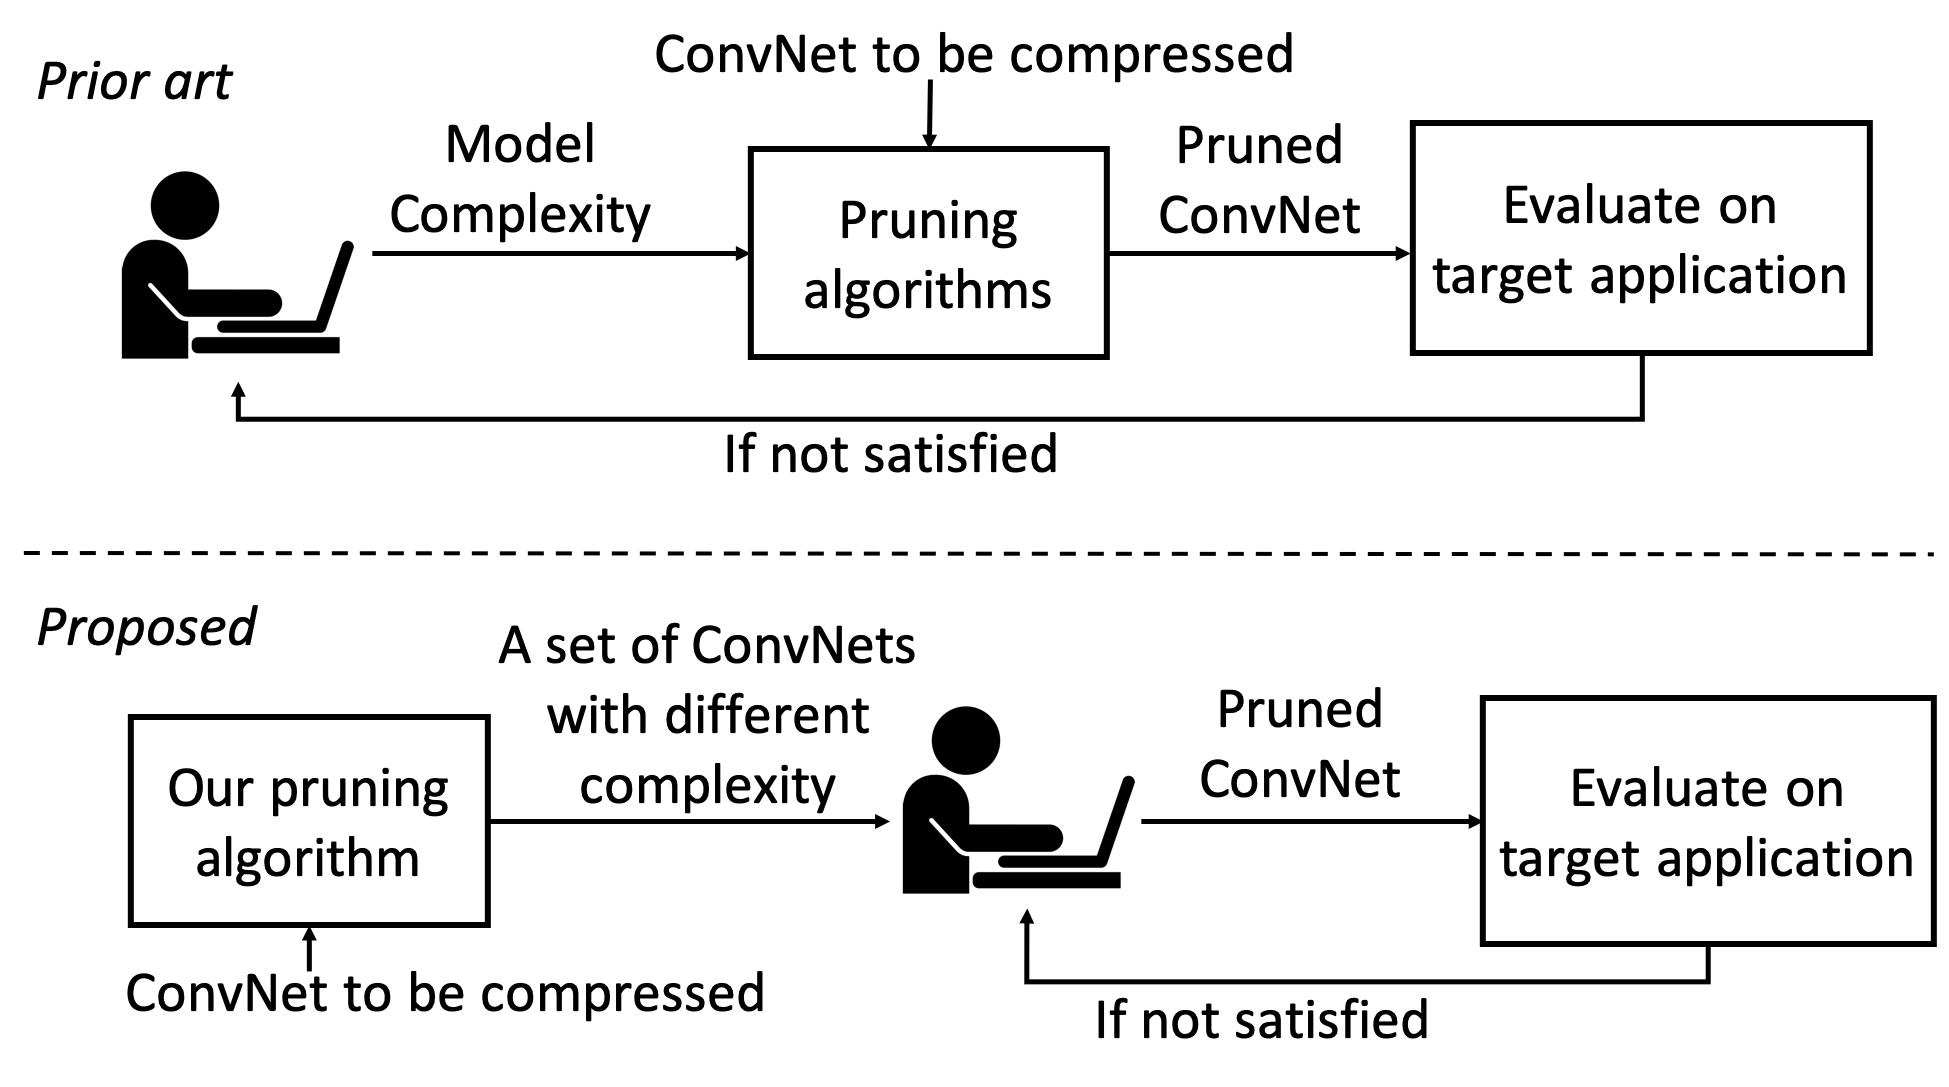 Prior art
ConvNet to be compressed
Model
Complexity
Pruning
algorithms
Pruned
ConvNet
Evaluate on
target application
If not satisfied
Proposed
Our pruning
algorithm
ConvNet to be compressed
A set of ConvNets
with different
complexity
Pruned
ConvNet
Evaluate on
target application
If not satisfied